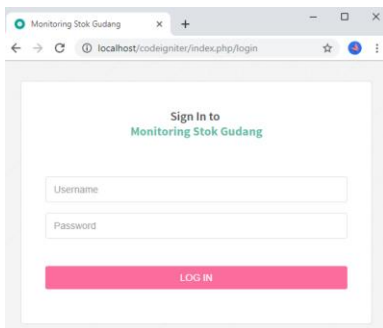 Monitoring Stok Gudang
localhost/codeigniter/index.php/login
Sign In to
Monitoring Stok Gudang
Username
Password
LOG IN